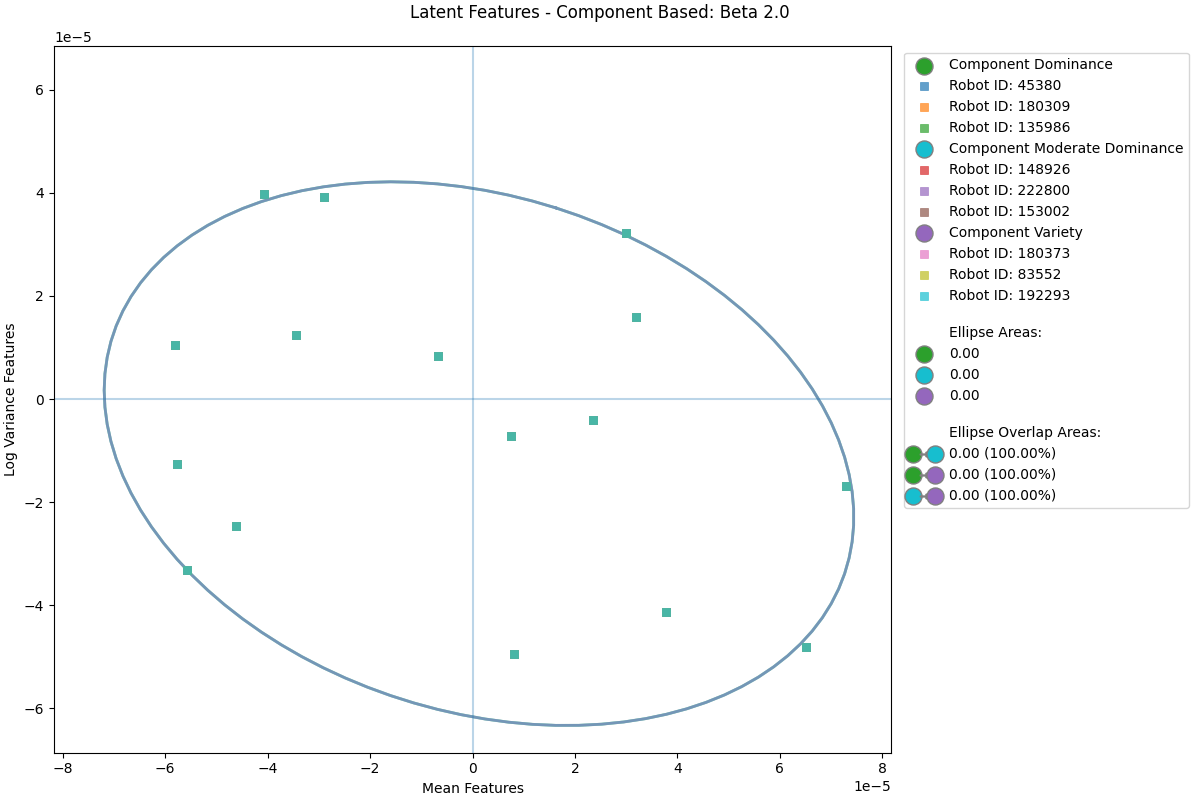 Latent Features - Component Based: Beta 2.0
1e−5
6
4
2
0
−2
−4
−6
Log Variance Features
−8
−6
−4
−2
0
2
4
6
8
1e−5
Mean Features
Component Dominance
Robot ID: 45380
Robot ID: 180309
Robot ID: 135986
Component Moderate Dominance
Robot ID: 148926
Robot ID: 222800
Robot ID: 153002
Component Variety
Robot ID: 180373
Robot ID: 83552
Robot ID: 192293
Ellipse Areas:
0.00
0.00
0.00
Ellipse Overlap Areas:
0.00 (100.00%)
0.00 (100.00%)
0.00 (100.00%)